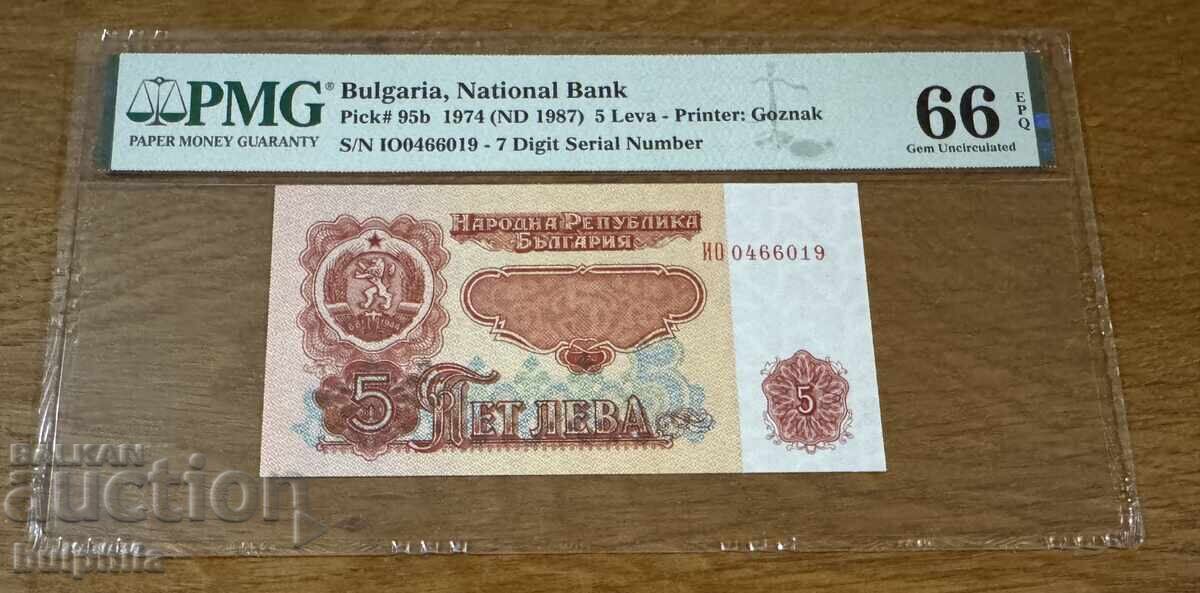 PMG®
PAPER MONEY GUARANTY
Bulgaria, National Bank
Pick# 95b 1974 (ND 1987) 5 Leva - Printer: Goznak
S/N IO0466019 - 7 Digit Serial Number
66 EPQ
Gem Uncirculated
НАРОДНА РЕПУБЛИКА
БЪЛГАРИЯ
ИО 0466019
5
ПЕТ ЛЕВА
5
BALKAN
auction